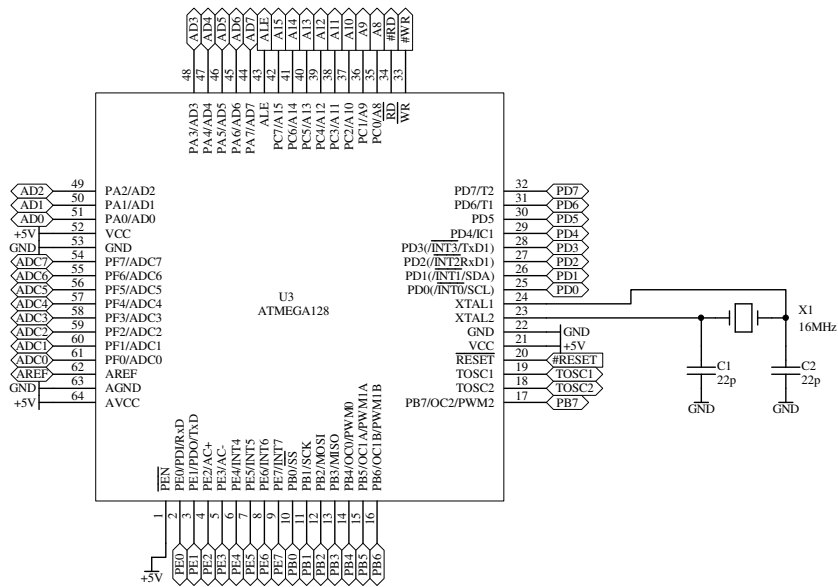 AD3 AD4 AD5 AD6 AD7 ALE A15 A14 A13 A12 A11 A10 A9 A8 #RD #WR
48 47 46 45 44 43 42 41 40 39 38 37 36 35 34 33
PA3/AD3 PA4/AD4 PA5/AD5 PA6/AD6 PA7/AD7 ALE PC7/A15 PC6/A14 PC5/A13 PC4/A12 PC3/A11 PC2/A10 PC1/A9 PC0/A8 RD WR
AD2 49 PA2/AD2
AD1 50 PA1/AD1
AD0 51 PA0/AD0
+5V 52 VCC
GND 53 GND
ADC7 54 PF7/ADC7
ADC6 55 PF6/ADC6
ADC5 56 PF5/ADC5
ADC4 57 PF4/ADC4
ADC3 58 PF3/ADC3
ADC2 59 PF2/ADC2
ADC1 60 PF1/ADC1
ADC0 61 PF0/ADC0
AREF 62 AREF
GND 63 AGND
+5V 64 AVCC
U3
ATMEGA128
PD7/T2 32 PD7
PD6/T1 31 PD6
PD5 30 PD5
PD4/IC1 29 PD4
PD3(/INT3/TxD1) 28 PD3
PD2(/INT2RxD1) 27 PD2
PD1(/INT1/SDA) 26 PD1
PD0(/INT0/SCL) 25 PD0
XTAL1 24
XTAL2 23
GND 22 GND
VCC 21 +5V
RESET 20 #RESET
TOSC1 19 TOSC1
TOSC2 18 TOSC2
PB7/OC2/PWM2 17 PB7
X1
16MHz
C1
22p
GND
C2
22p
GND
PEN PE0/PDI/RxD PE1/PDO/TxD PE2/AC+ PE3/AC- PE4/INT4 PE5/INT5 PE6/INT6 PE7/INT7 PB0/SS PB1/SCK PB2/MOSI PB3/MISO PB4/OC0/PWM0 PB5/OC1A/PWM1A PB6/OC1B/PWM1B
1 2 3 4 5 6 7 8 9 10 11 12 13 14 15 16
+5V PE0 PE1 PE2 PE3 PE4 PE5 PE6 PE7 PB0 PB1 PB2 PB3 PB4 PB5 PB6